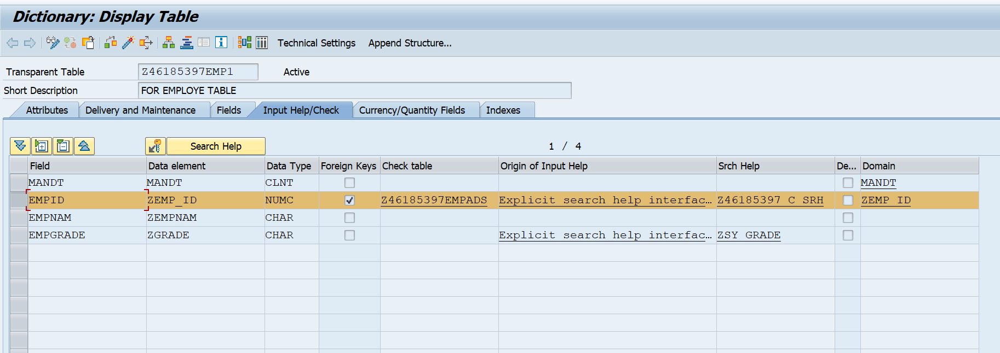 Dictionary: Display Table
Technical Settings Append Structure...
Transparent Table Z46185397EMP1 Active
Short Description FOR EMPLOYE TABLE
Attributes Delivery and Maintenance Fields Input Help/Check Currency/Quantity Fields Indexes
Search Help 1 / 4
Field Data element Data Type Foreign Keys Check table Origin of Input Help Srch Help De... Domain
MANDT MANDT CLNT MANDT
EMPID ZEMP_ID NUMC Z46185397EMPADS Explicit search help interfac... Z46185397_C_SRH ZEMP_ID
EMPNAM ZEMPNAM CHAR
EMPGRADE ZGRADE CHAR Explicit search help interfac... ZSY_GRADE